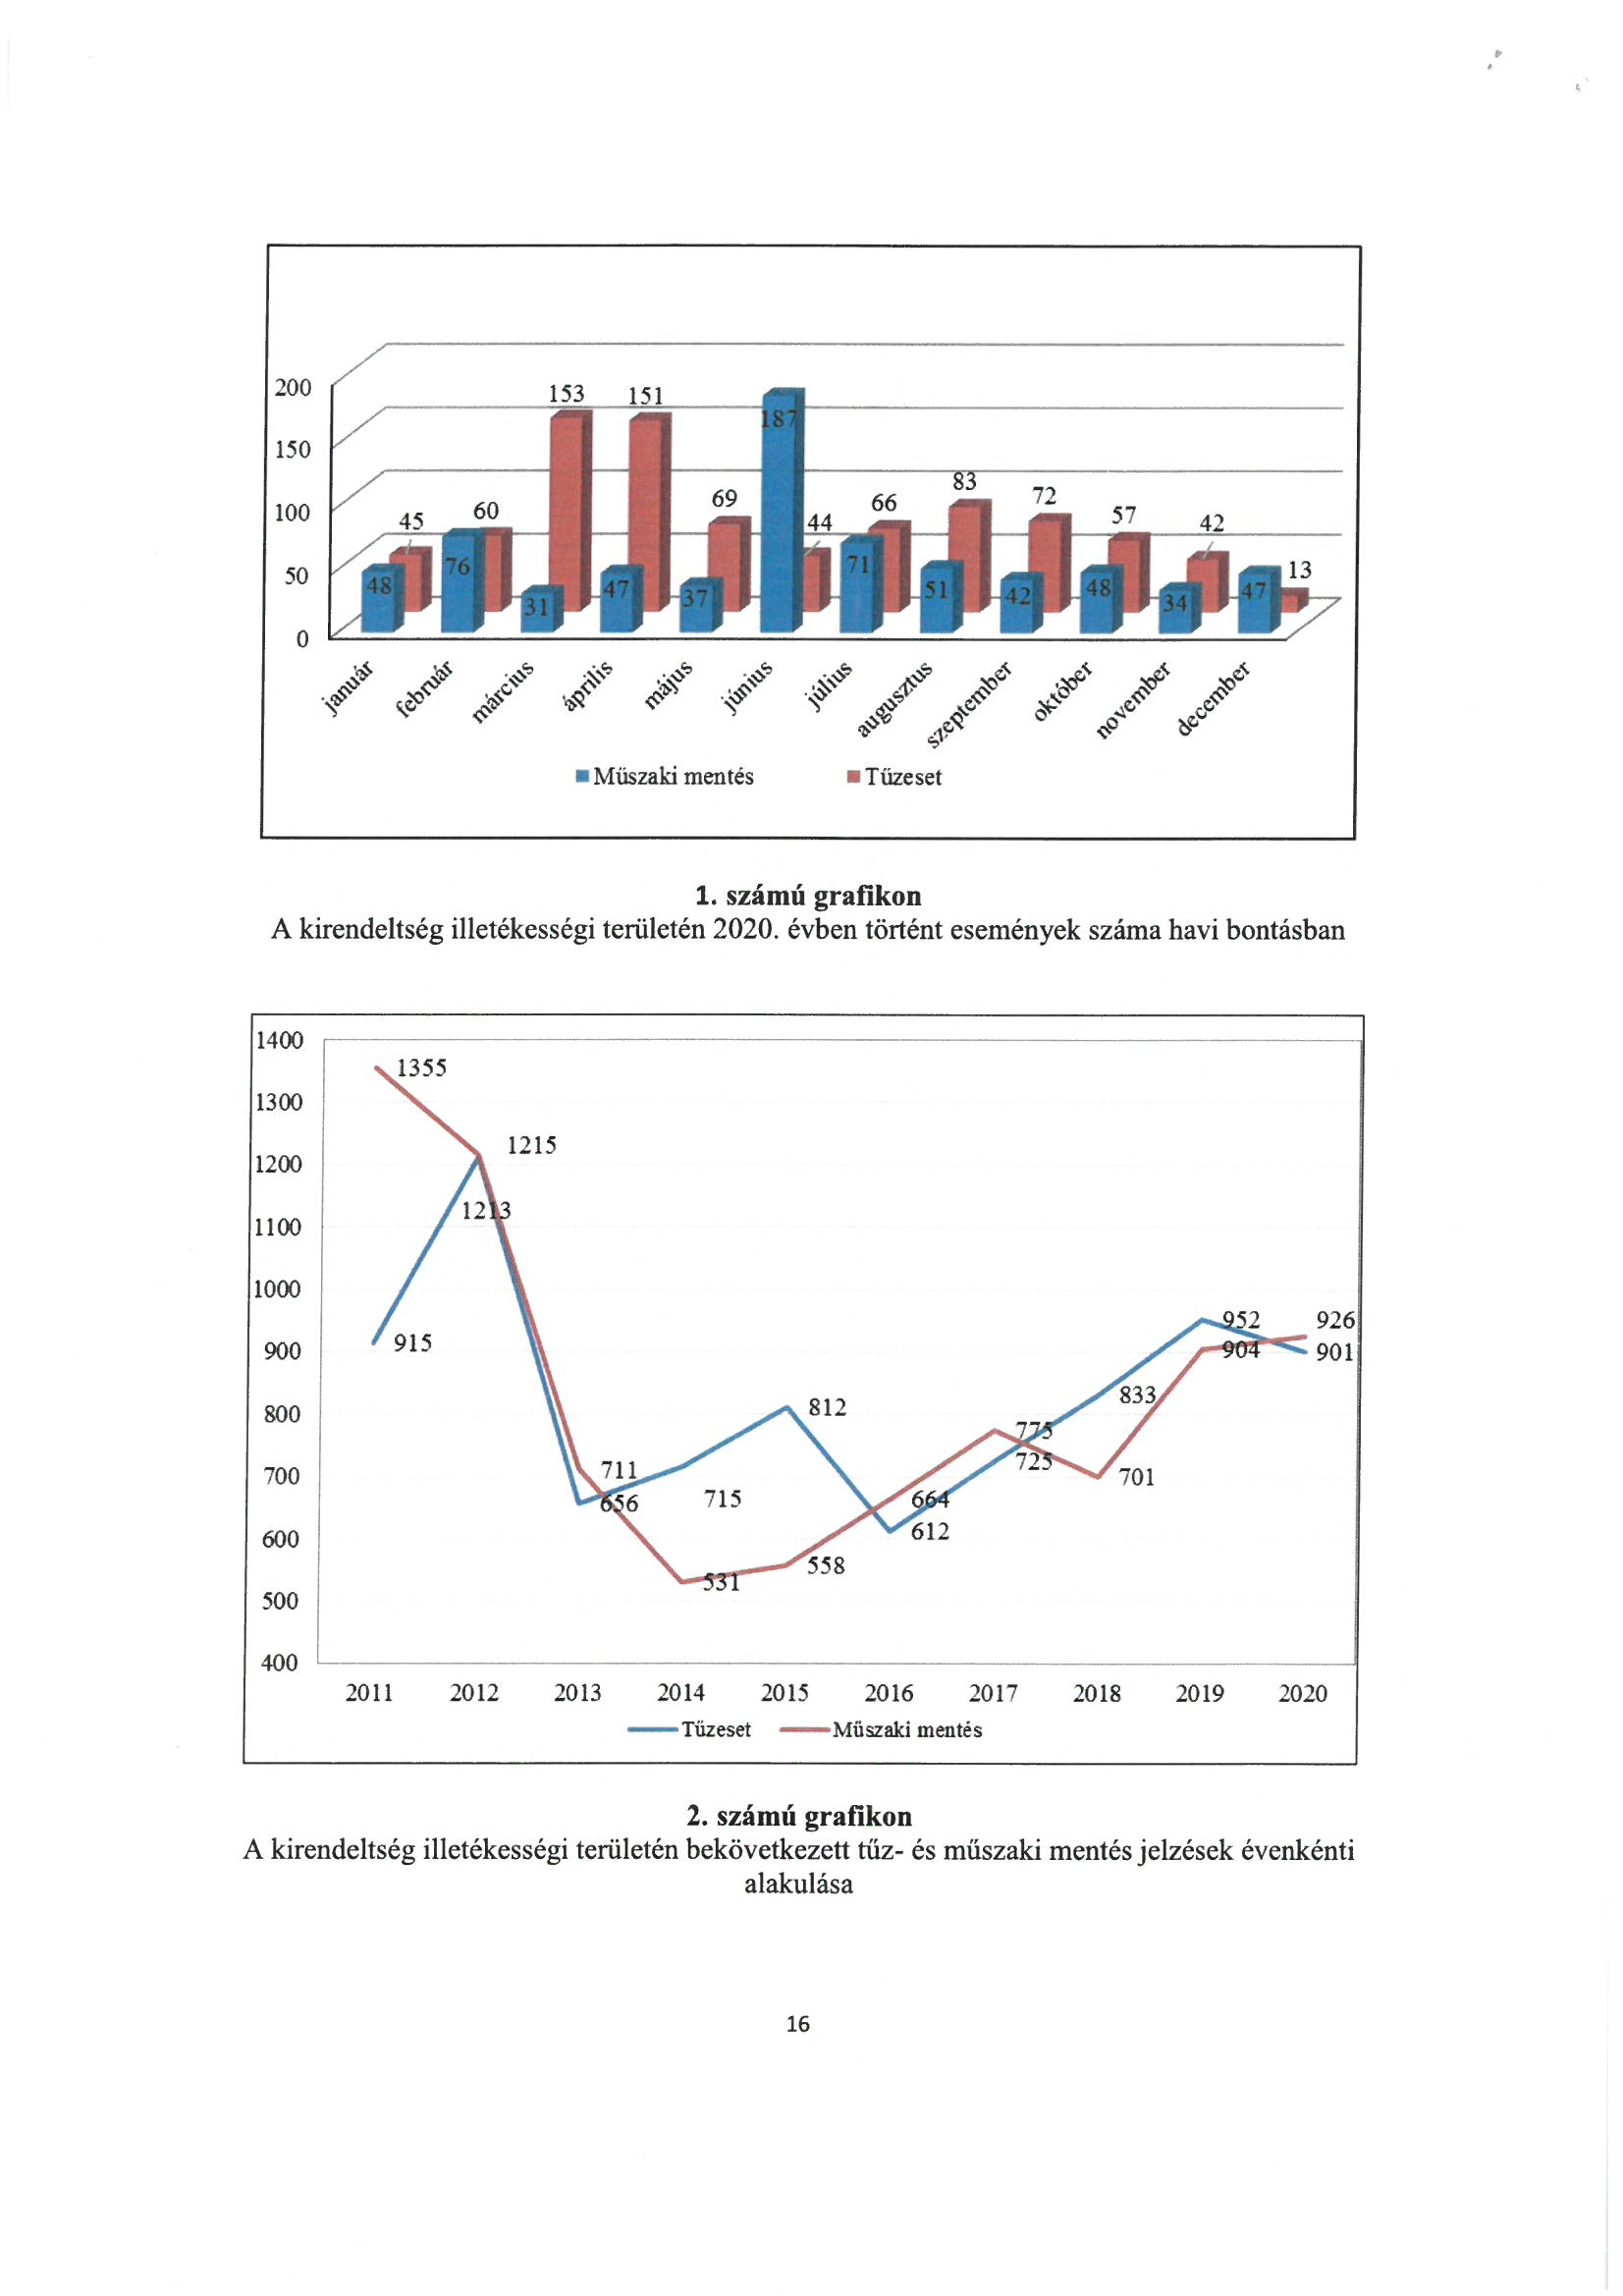 200
150
100
50
0
45
60
153
151
69
44
66
83
72
57
42
13
48
76
31
47
37
187
71
51
42
48
34
47
január
február
március
április
május
június
július
augusztus
szeptember
október
november
december
Műszaki mentés
Tűzeset
1. számú grafikon
A kirendeltség illetékességi területén 2020. évben történt események száma havi bontásban
1400
1300
1200
1100
1000
900
800
700
600
500
400
1355
1215
1213
915
711
656
715
531
812
558
664
612
775
725
833
701
952
904
926
901
2011 2012 2013 2014 2015 2016 2017 2018 2019 2020
Tűzeset Műszaki mentés
2. számú grafikon
A kirendeltség illetékességi területén bekövetkezett tűz- és műszaki mentés jelzések évenkénti
alakulása
16